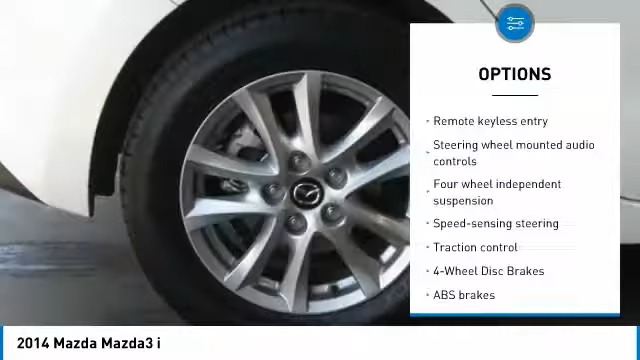 OPTIONS
Remote keyless entry
Steering wheel mounted audio
controls
Four wheel independent
suspension
Speed-sensing steering
Traction control
4-Wheel Disc Brakes
ABS brakes
2014 Mazda Mazda3 i